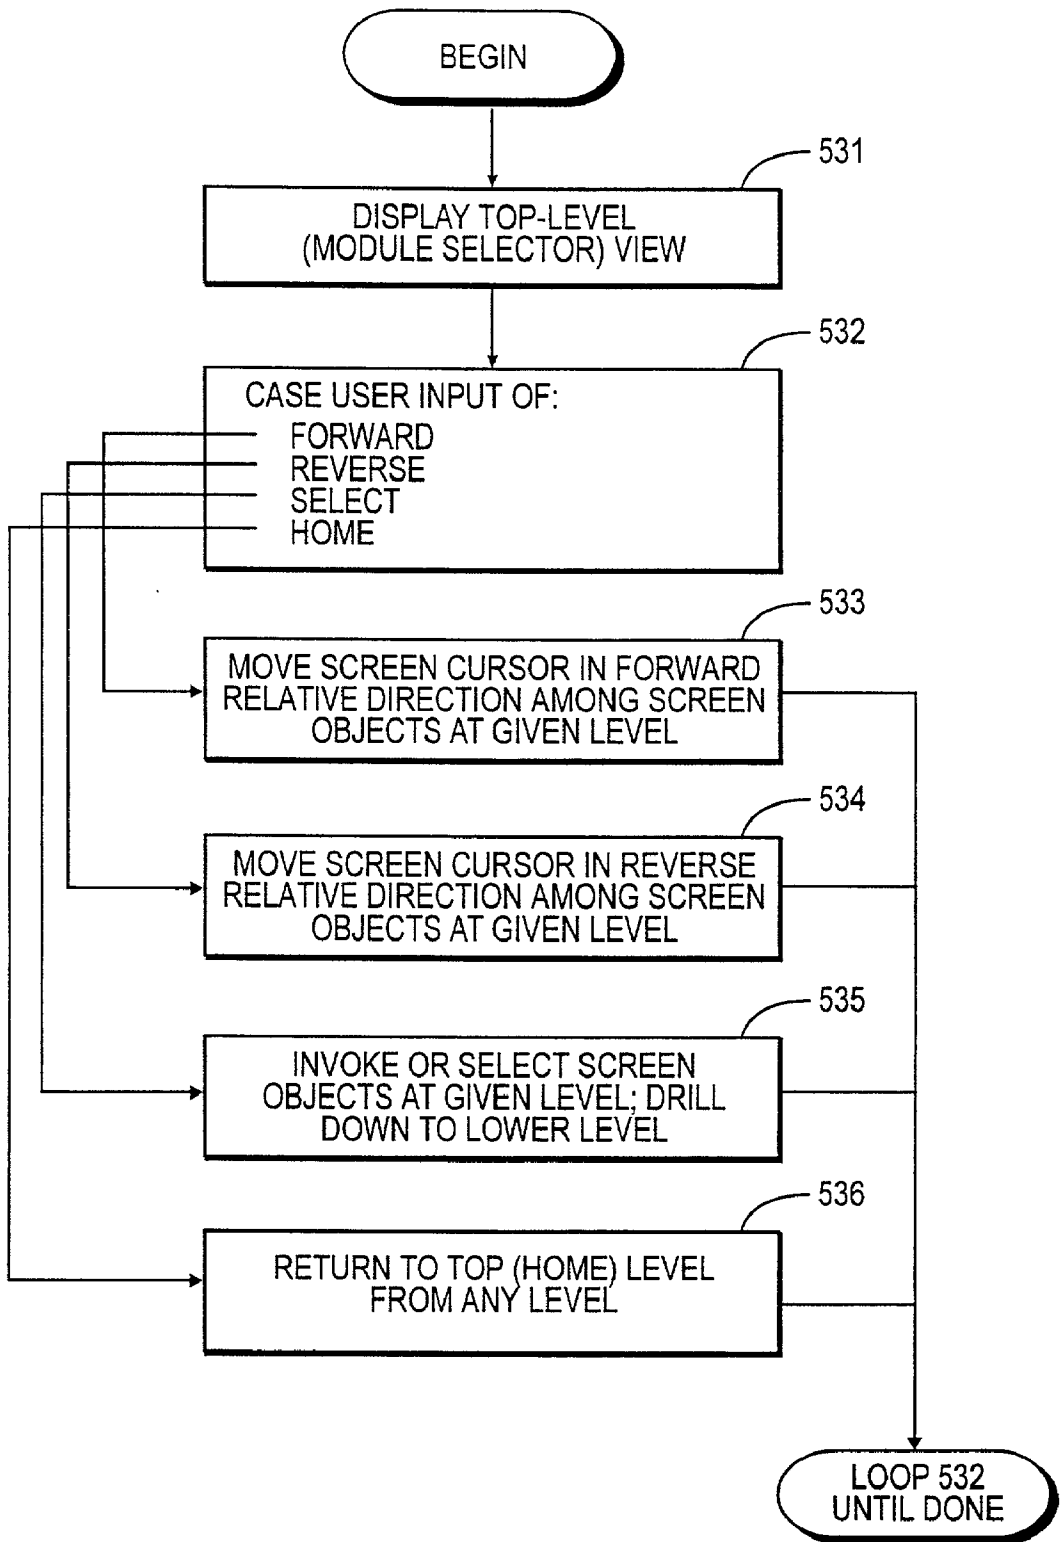 BEGIN
531
DISPLAY TOP-LEVEL
(MODULE SELECTOR) VIEW
532
CASE USER INPUT OF:
FORWARD
REVERSE
SELECT
HOME
533
MOVE SCREEN CURSOR IN FORWARD
RELATIVE DIRECTION AMONG SCREEN
OBJECTS AT GIVEN LEVEL
534
MOVE SCREEN CURSOR IN REVERSE
RELATIVE DIRECTION AMONG SCREEN
OBJECTS AT GIVEN LEVEL
535
INVOKE OR SELECT SCREEN
OBJECTS AT GIVEN LEVEL; DRILL
DOWN TO LOWER LEVEL
536
RETURN TO TOP (HOME) LEVEL
FROM ANY LEVEL
LOOP 532
UNTIL DONE